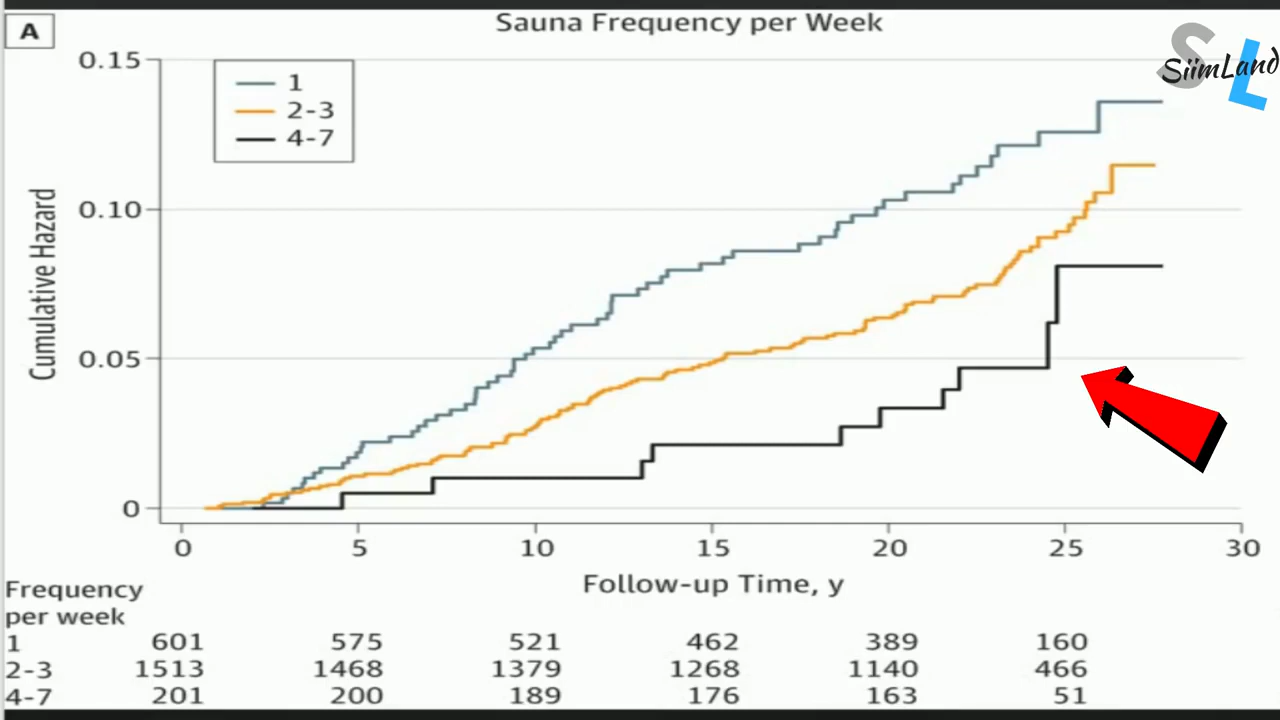 Sauna Frequency per Week
A
SL
SiimLand
0.15
0.10
0.05
0
1
2-3
4-7
Cumulative Hazard
0 5 10 15 20 25 30
Follow-up Time, y
Frequency
per week
1 601 575 521 462 389 160
2-3 1513 1468 1379 1268 1140 466
4-7 201 200 189 176 163 51